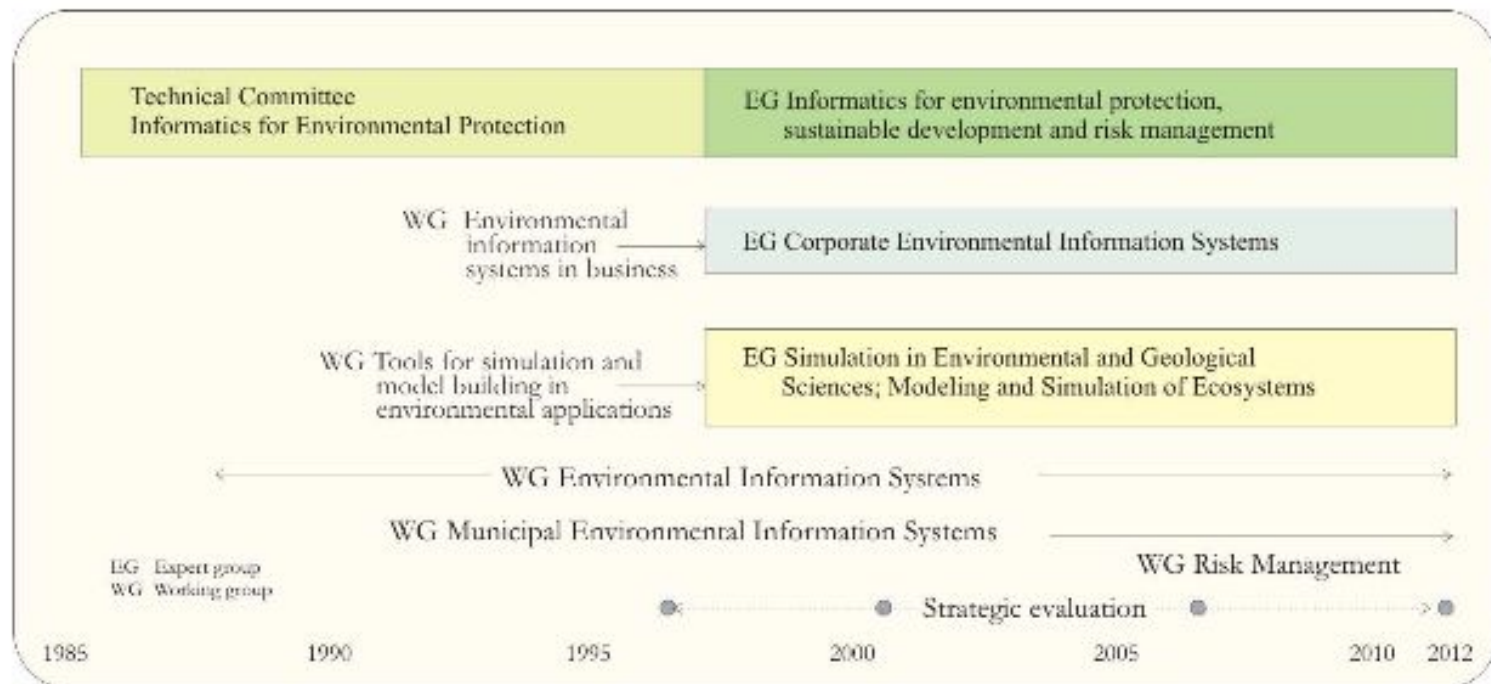 Technical Committee
Informatics for Environmental Protection
EG Informatics for environmental protection,
sustainable development and risk management
WG Environmental
information
systems in business
EG Corporate Environmental Information Systems
WG Tools for simulation and
model building in
environmental applications
EG Simulation in Environmental and Geological
Sciences; Modeling and Simulation of Ecosystems
WG Environmental Information Systems
WG Municipal Environmental Information Systems
WG Risk Management
EG Expert group
WG Working group
Strategic evaluation
1985 1990 1995 2000 2005 2010 2012